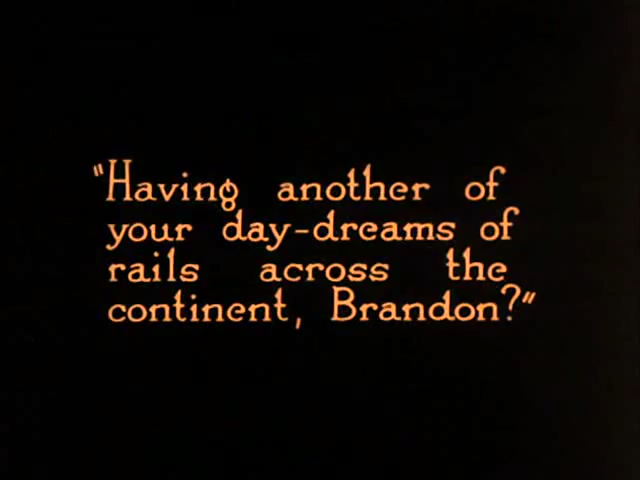 "Having another of
your day-dreams of
rails across the
continent, Brandon?"